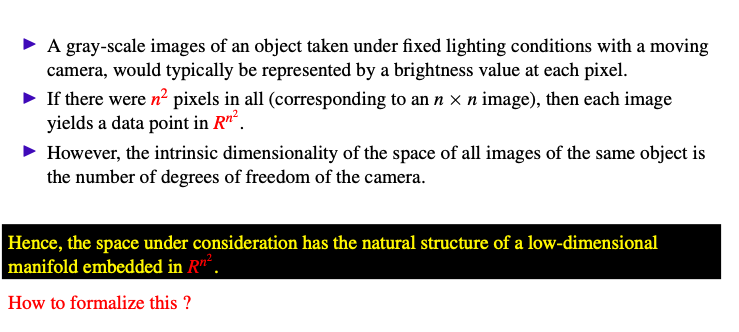 ▶ A gray-scale images of an object taken under fixed lighting conditions with a moving
camera, would typically be represented by a brightness value at each pixel.
▶ If there were n² pixels in all (corresponding to an n × n image), then each image
yields a data point in Rⁿ².
▶ However, the intrinsic dimensionality of the space of all images of the same object is
the number of degrees of freedom of the camera.
Hence, the space under consideration has the natural structure of a low-dimensional
manifold embedded in Rⁿ².
How to formalize this ?